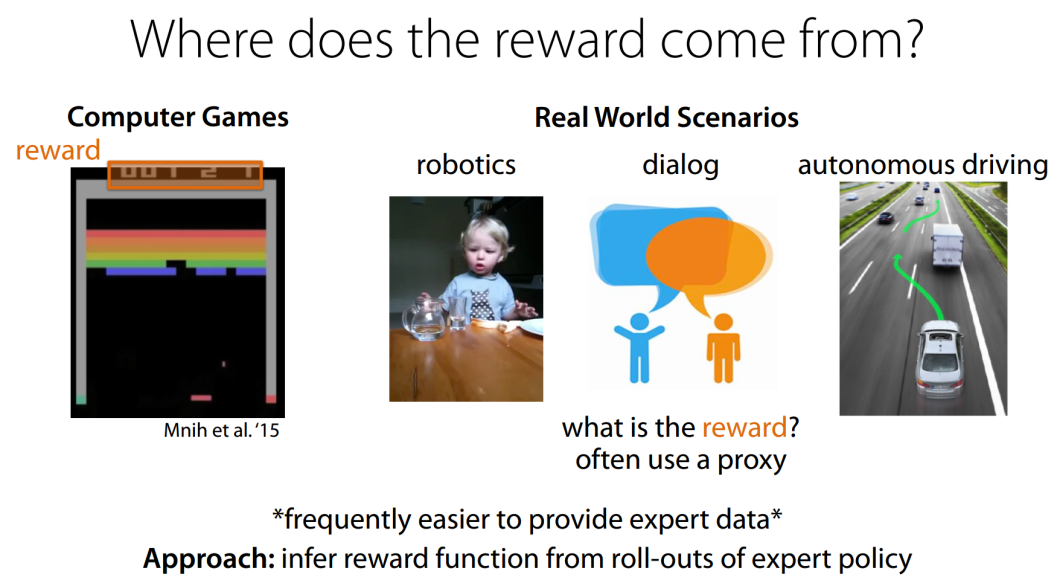 Where does the reward come from?
Computer Games
reward
Mnih et al. ‘15
Real World Scenarios
robotics
dialog
autonomous driving
what is the reward?
often use a proxy
*frequently easier to provide expert data*
Approach: infer reward function from roll-outs of expert policy